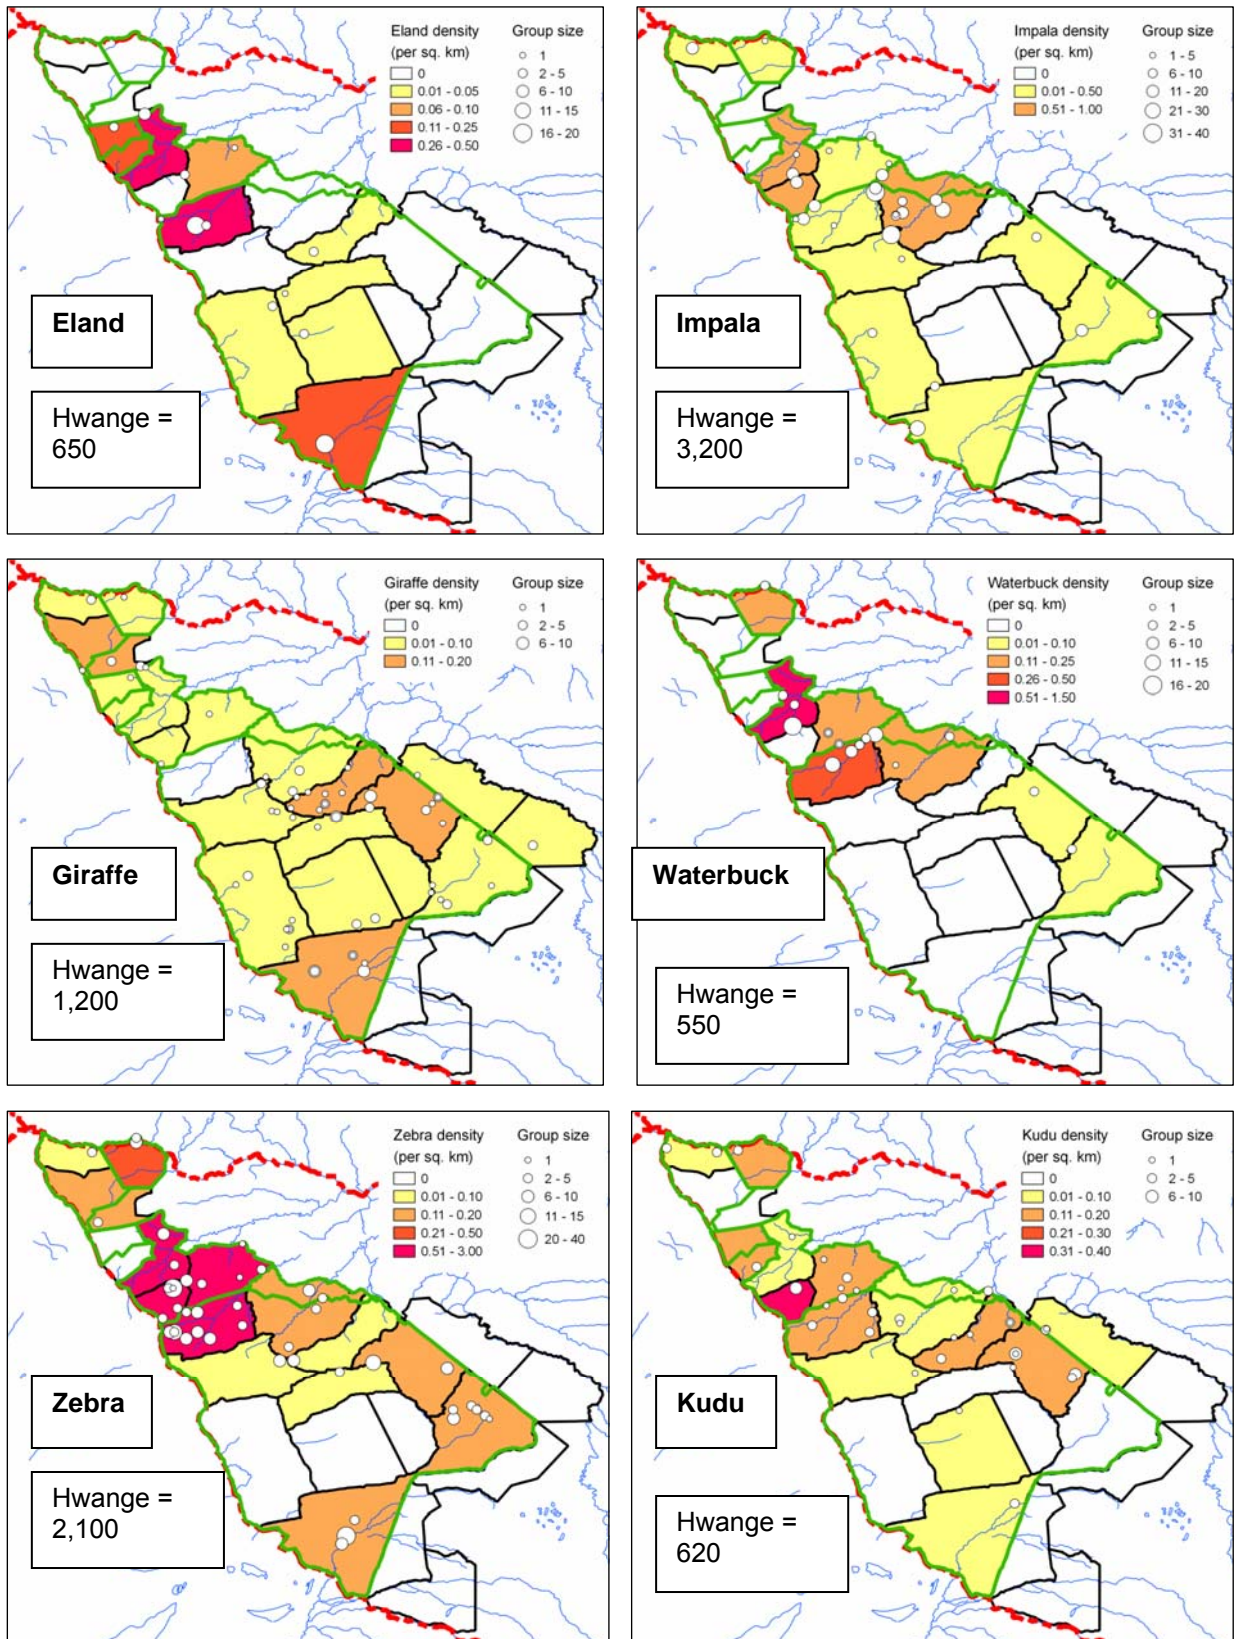 Eland density
(per sq. km)
0
0.01 - 0.05
0.06 - 0.10
0.11 - 0.25
0.26 - 0.50
Group size
1
2 - 5
6 - 10
11 - 15
16 - 20
Eland
Hwange =
650
Impala density
(per sq. km)
0
0.01 - 0.50
0.51 - 1.00
Group size
1 - 5
6 - 10
11 - 20
21 - 30
31 - 40
Impala
Hwange =
3,200
Giraffe density
(per sq. km)
0
0.01 - 0.10
0.11 - 0.20
Group size
1
2 - 5
6 - 10
Giraffe
Hwange =
1,200
Waterbuck density
(per sq. km)
0
0.01 - 0.10
0.11 - 0.25
0.26 - 0.50
0.51 - 1.50
Group size
1
2 - 5
6 - 10
11 - 15
16 - 20
Waterbuck
Hwange =
550
Zebra density
(per sq. km)
0
0.01 - 0.10
0.11 - 0.20
0.21 - 0.50
0.51 - 3.00
Group size
1
2 - 5
6 - 10
11 - 15
20 - 40
Zebra
Hwange =
2,100
Kudu density
(per sq. km)
0
0.01 - 0.10
0.11 - 0.20
0.21 - 0.30
0.31 - 0.40
Group size
1
2 - 5
6 - 10
Kudu
Hwange =
620